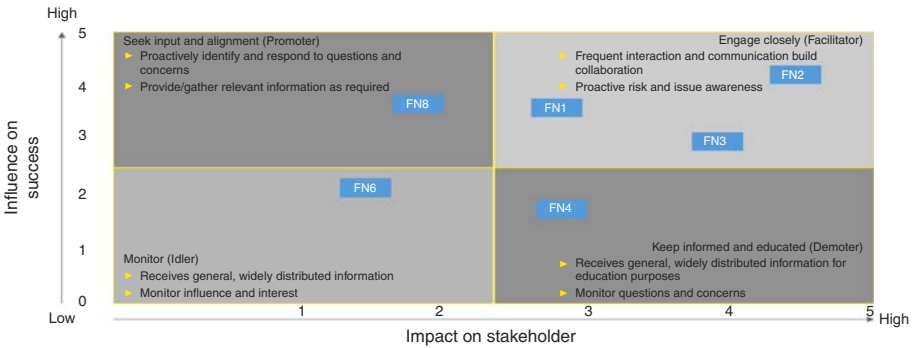 High
5
Seek input and alignment (Promoter)
► Proactively identify and respond to questions and
concerns
► Provide/gather relevant information as required
FN8
Engage closely (Facilitator)
► Frequent interaction and communication build
collaboration
► Proactive risk and issue awareness
FN2
FN1
FN3
4
3
Influence on
success
2
1
0
Low
FN6
Monitor (Idler)
► Receives general, widely distributed information
► Monitor influence and interest
FN4
Keep informed and educated (Demoter)
► Receives general, widely distributed information for
education purposes
► Monitor questions and concerns
1
2
3
4
5
High
Impact on stakeholder